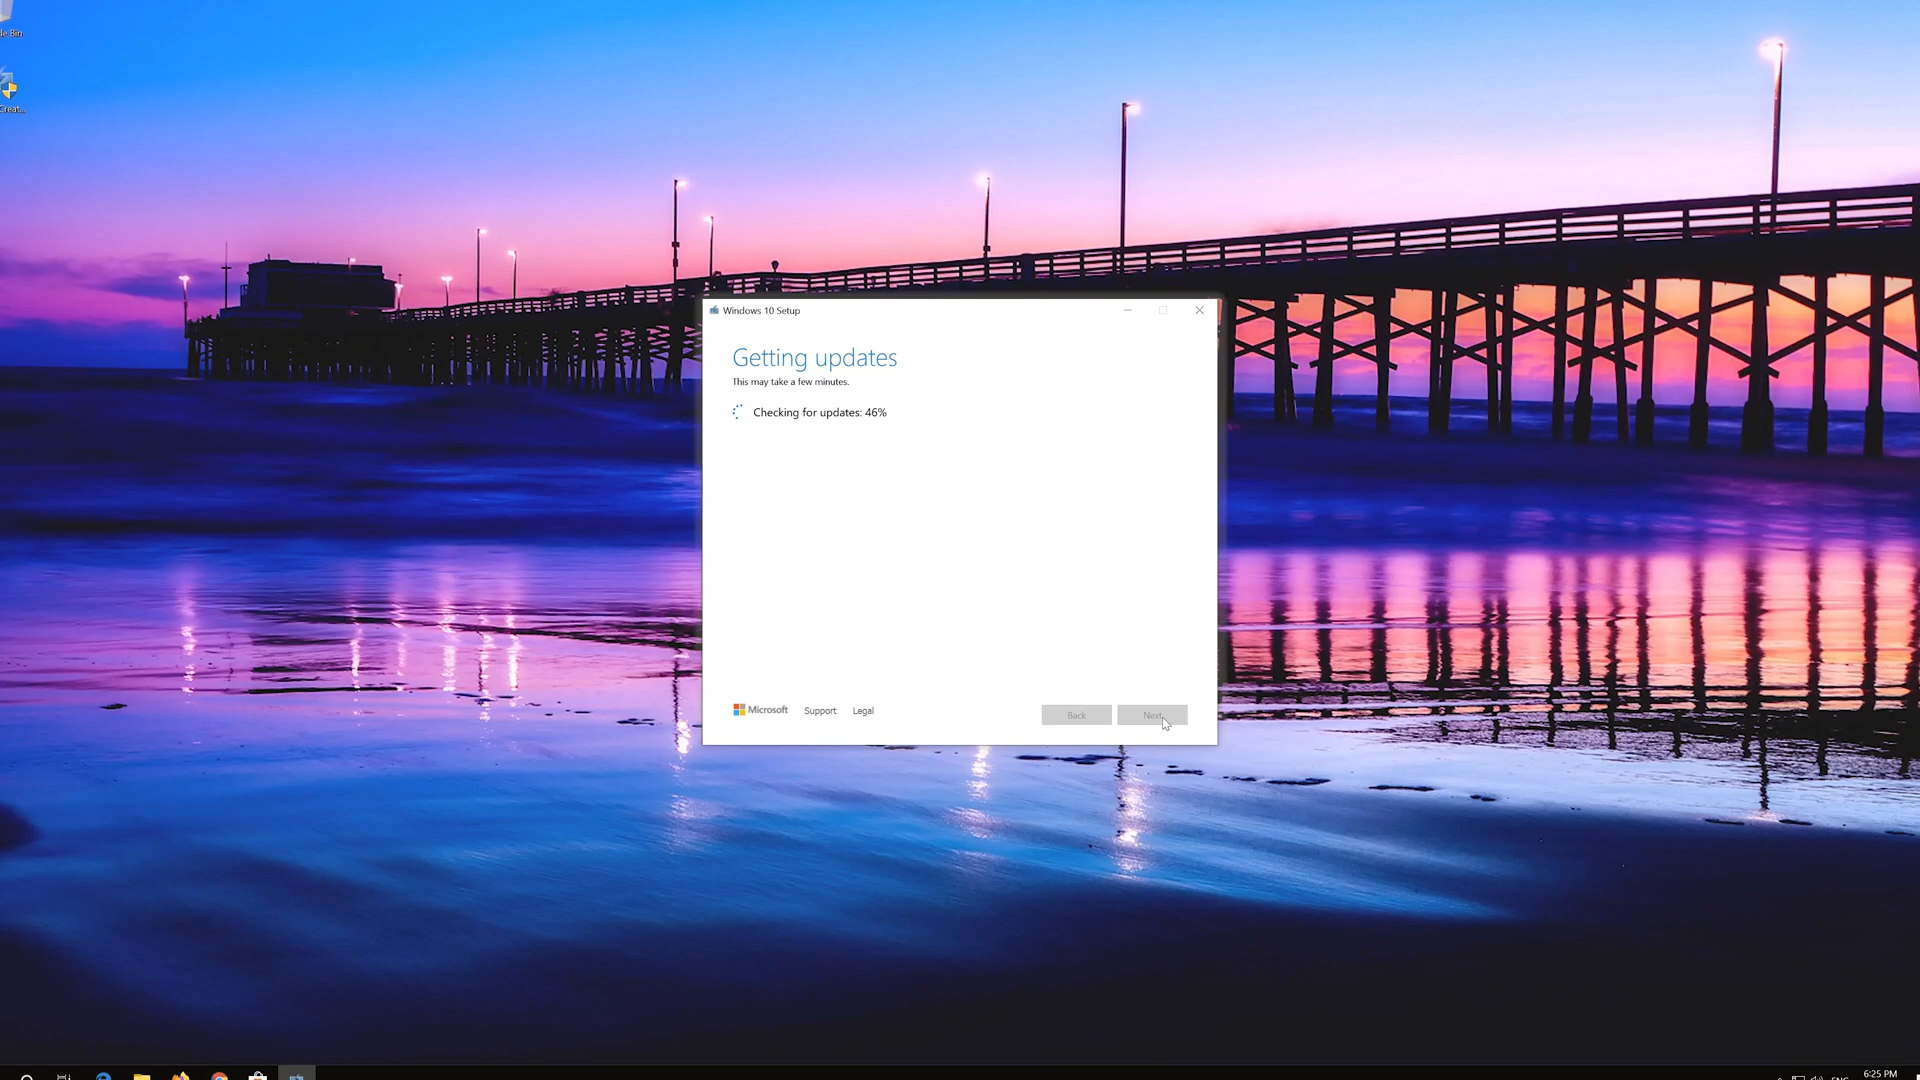 le Bin
Creat...
Windows 10 Setup
Getting updates
This may take a few minutes.
Checking for updates: 46%
Microsoft
Support
Legal
Back
Next
ENG
6:25 PM